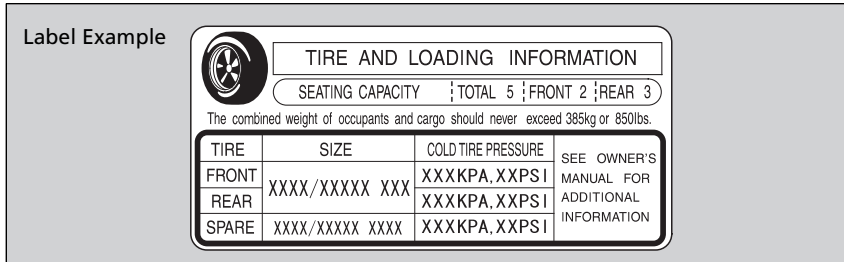 Label Example
TIRE AND LOADING INFORMATION
SEATING CAPACITY TOTAL 5 FRONT 2 REAR 3
The combined weight of occupants and cargo should never exceed 385kg or 850lbs.
TIRE SIZE COLD TIRE PRESSURE
FRONT XXXX/XXXXX XXX XXXKPA,XXPSI
REAR XXXKPA,XXPSI
SPARE XXXX/XXXXX XXXX XXXKPA,XXPSI
SEE OWNER'S
MANUAL FOR
ADDITIONAL
INFORMATION